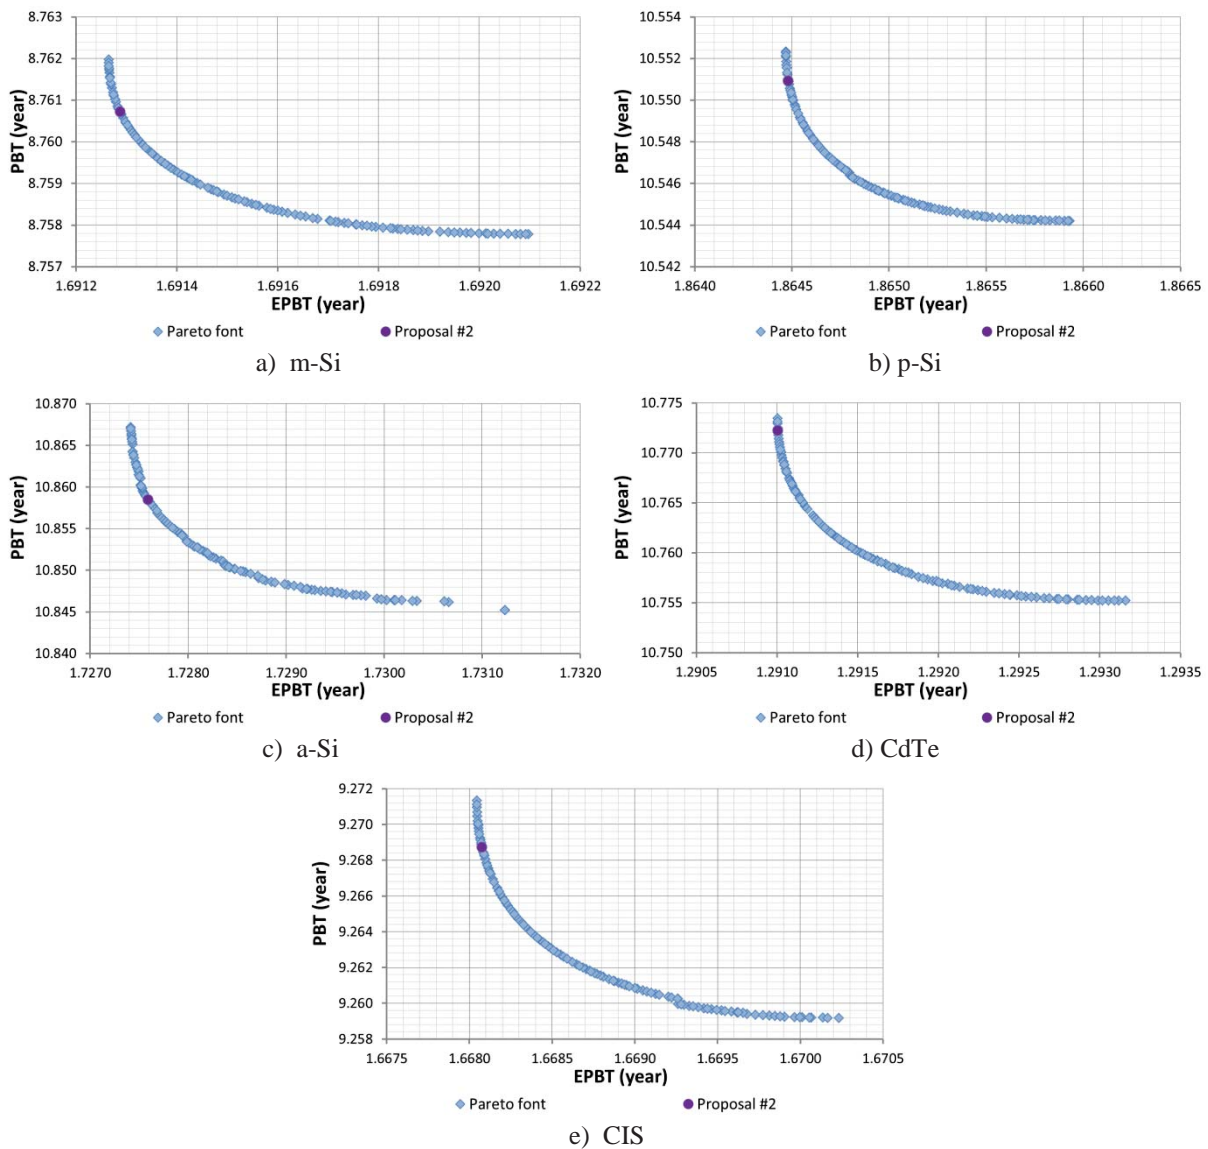 8.763
8.762
8.761
8.760
8.759
8.758
8.757
PBT (year)
1.6912 1.6914 1.6916 1.6918 1.6920 1.6922
EPBT (year)
Pareto font Proposal #2
a) m-Si
10.554
10.552
10.550
10.548
10.546
10.544
10.542
PBT (year)
1.8640 1.8645 1.8650 1.8655 1.8660 1.8665
EPBT (year)
Pareto font Proposal #2
b) p-Si
10.870
10.865
10.860
10.855
10.850
10.845
10.840
PBT (year)
1.7270 1.7280 1.7290 1.7300 1.7310 1.7320
EPBT (year)
Pareto font Proposal #2
c) a-Si
10.775
10.770
10.765
10.760
10.755
10.750
PBT (year)
1.2905 1.2910 1.2915 1.2920 1.2925 1.2930 1.2935
EPBT (year)
Pareto font Proposal #2
d) CdTe
9.272
9.270
9.268
9.266
9.264
9.262
9.260
9.258
PBT (year)
1.6675 1.6680 1.6685 1.6690 1.6695 1.6700 1.6705
EPBT (year)
Pareto font Proposal #2
e) CIS